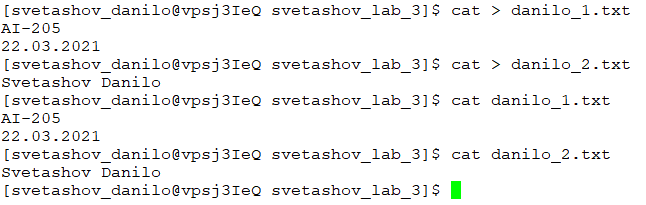 [svetashov_danilo@vpsj3IeQ svetashov_lab_3]$ cat > danilo_1.txt
AI-205
22.03.2021
[svetashov_danilo@vpsj3IeQ svetashov_lab_3]$ cat > danilo_2.txt
Svetashov Danilo
[svetashov_danilo@vpsj3IeQ svetashov_lab_3]$ cat danilo_1.txt
AI-205
22.03.2021
[svetashov_danilo@vpsj3IeQ svetashov_lab_3]$ cat danilo_2.txt
Svetashov Danilo
[svetashov_danilo@vpsj3IeQ svetashov_lab_3]$